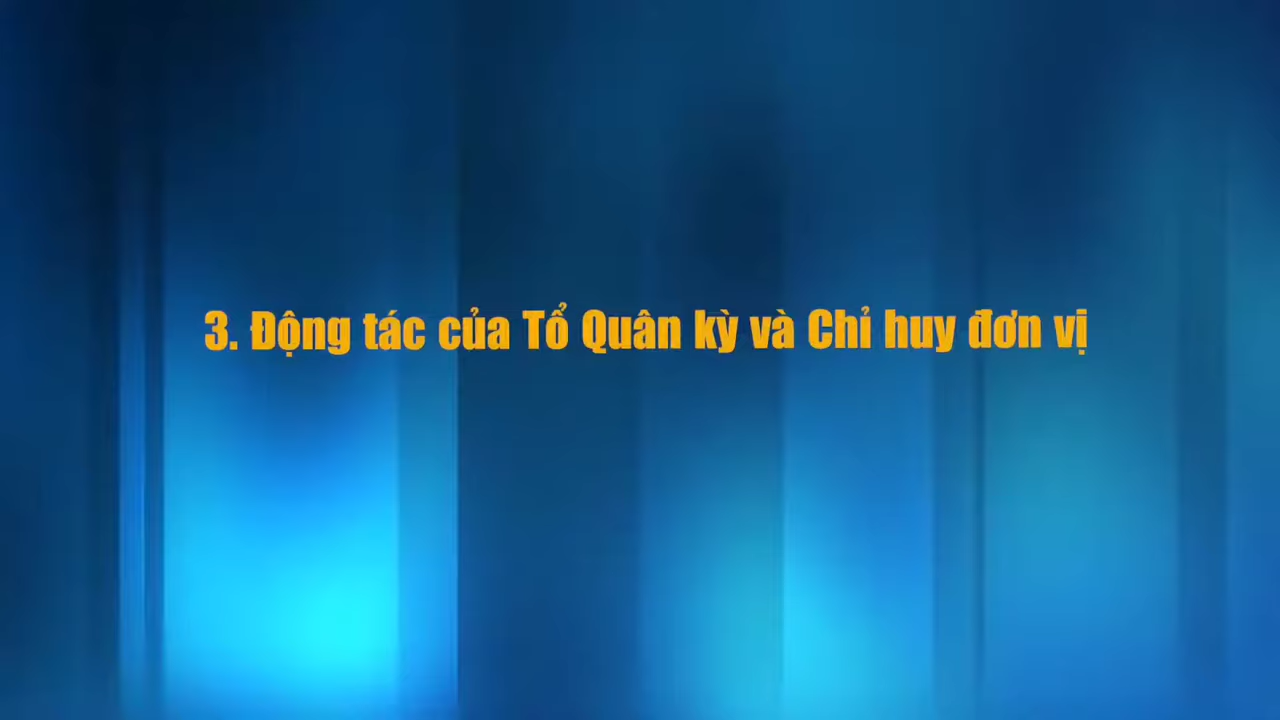 3. Động tác của Tổ Quân kỳ và Chỉ huy đơn vị